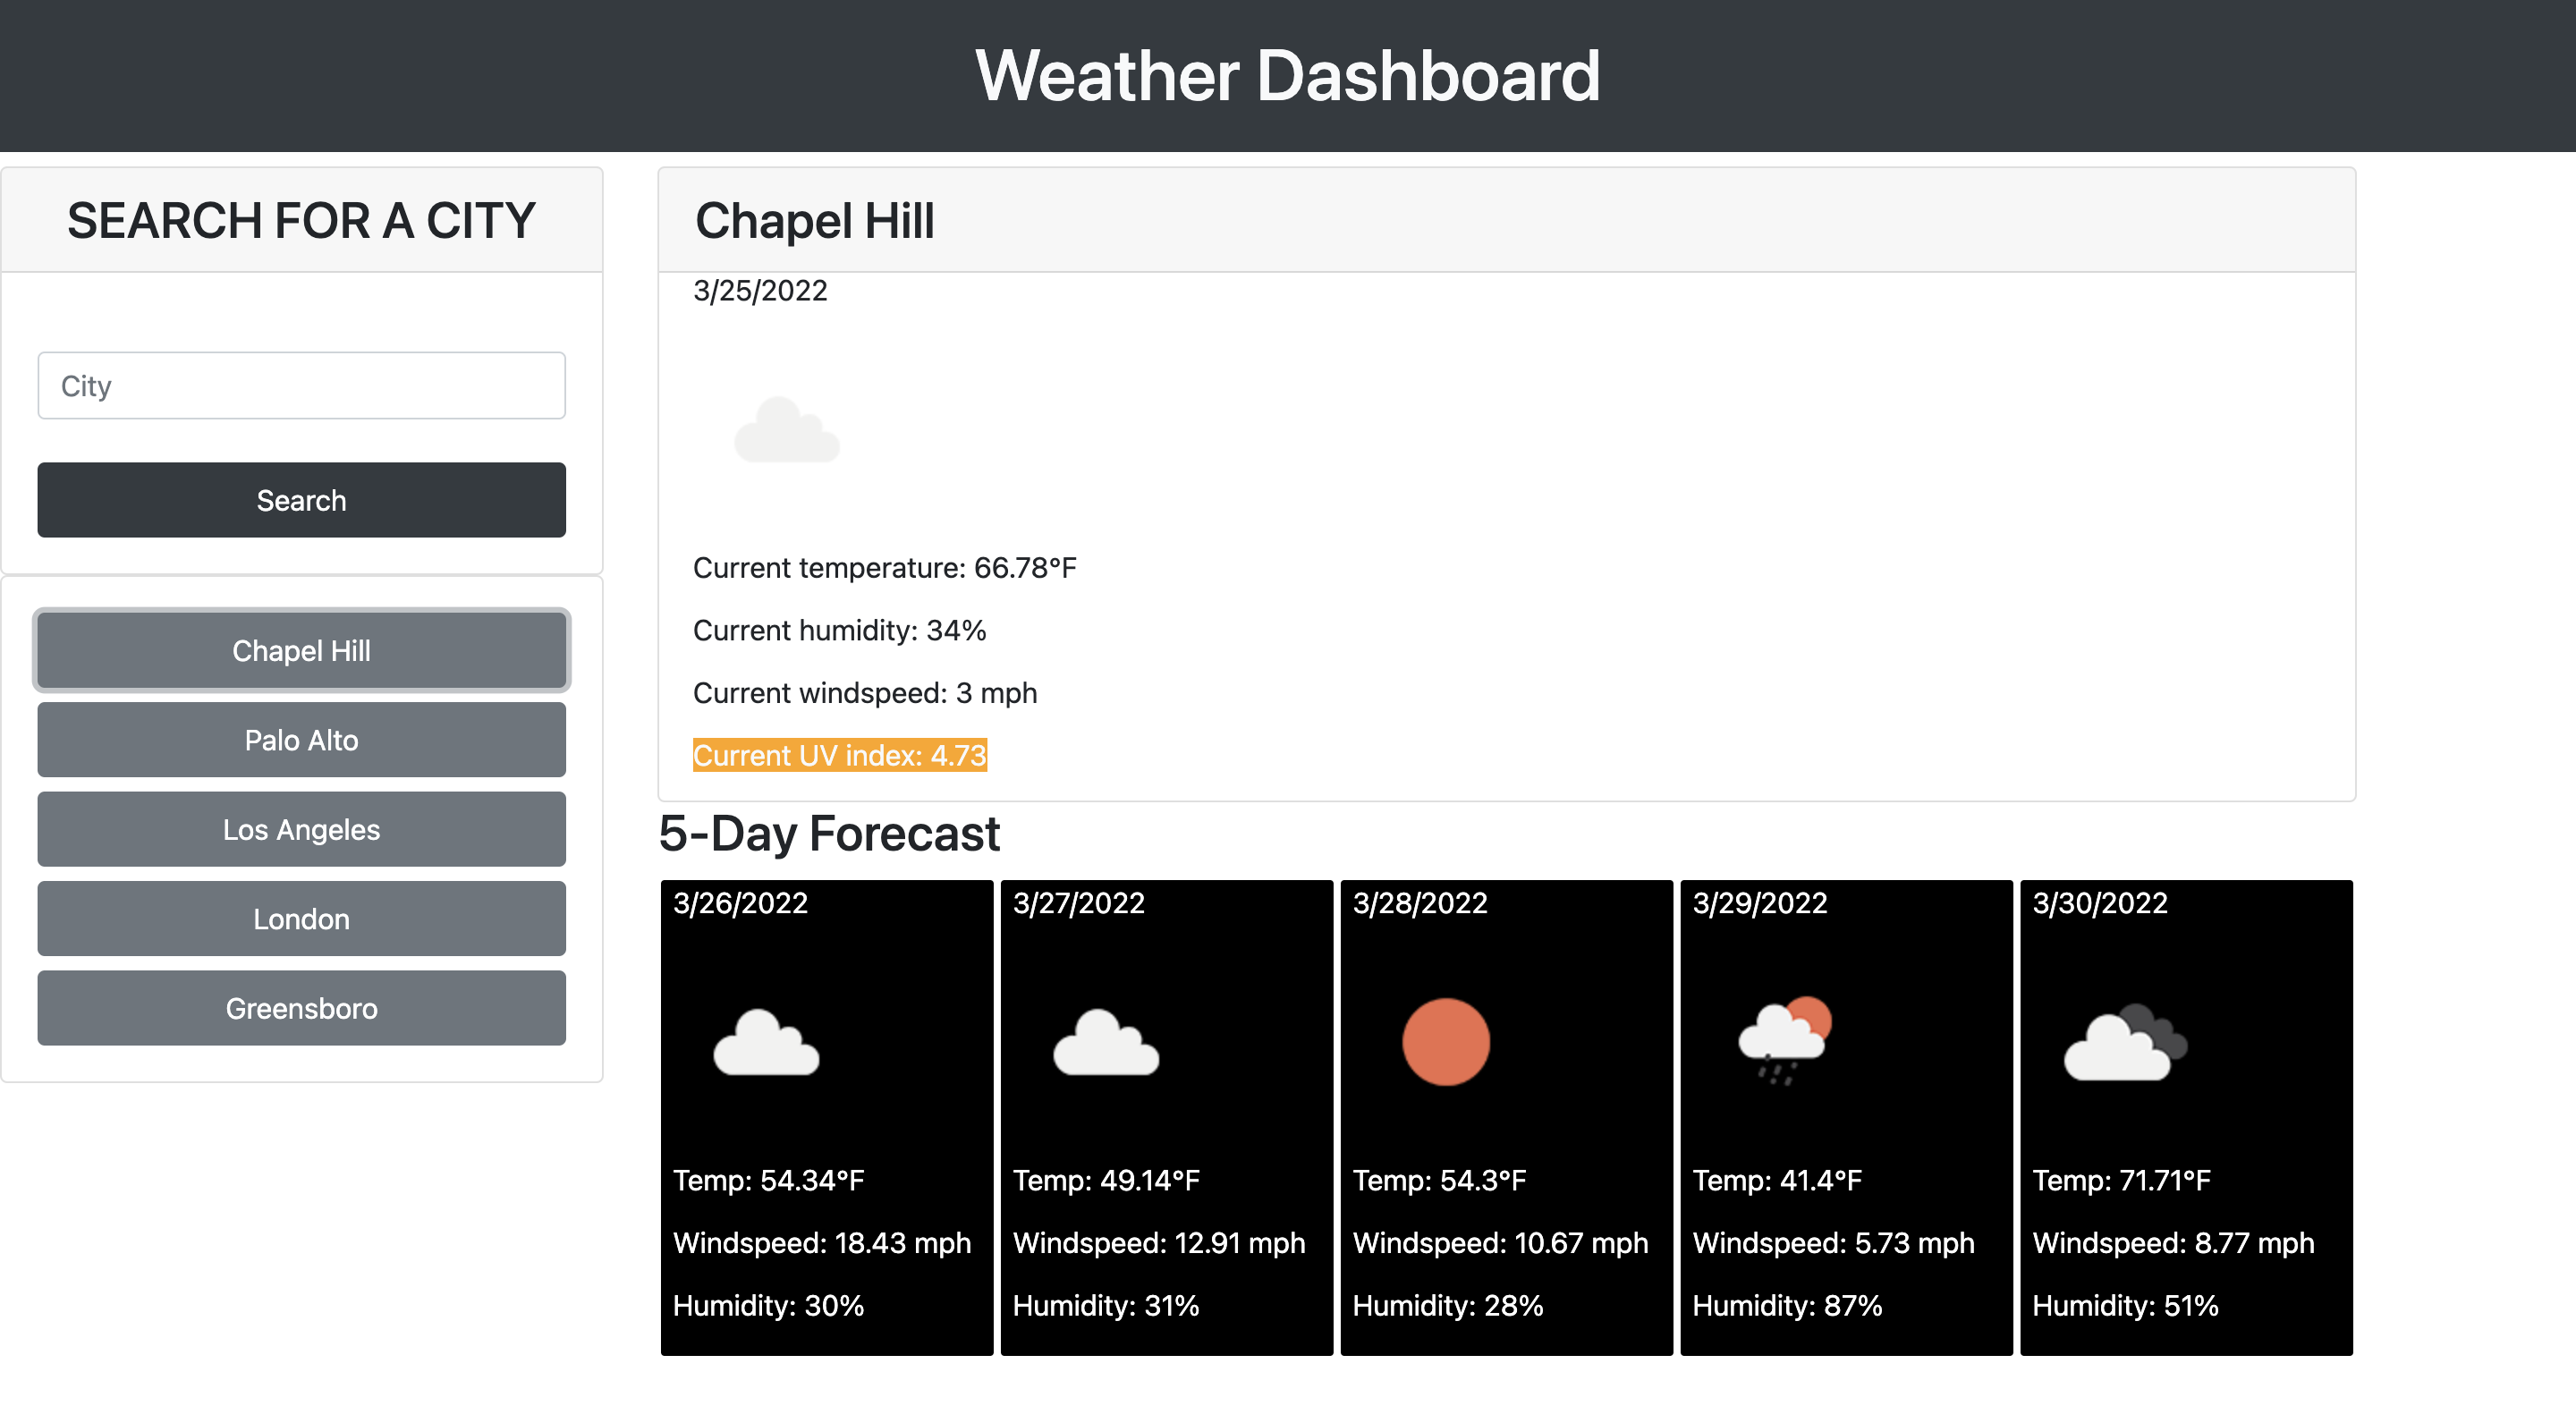 Weather Dashboard
SEARCH FOR A CITY
City
Search
Chapel Hill
Palo Alto
Los Angeles
London
Greensboro
Chapel Hill
3/25/2022
Current temperature: 66.78°F
Current humidity: 34%
Current windspeed: 3 mph
Current UV index: 4.73
5-Day Forecast
3/26/2022
Temp: 54.34°F
Windspeed: 18.43 mph
Humidity: 30%
3/27/2022
Temp: 49.14°F
Windspeed: 12.91 mph
Humidity: 31%
3/28/2022
Temp: 54.3°F
Windspeed: 10.67 mph
Humidity: 28%
3/29/2022
Temp: 41.4°F
Windspeed: 5.73 mph
Humidity: 87%
3/30/2022
Temp: 71.71°F
Windspeed: 8.77 mph
Humidity: 51%